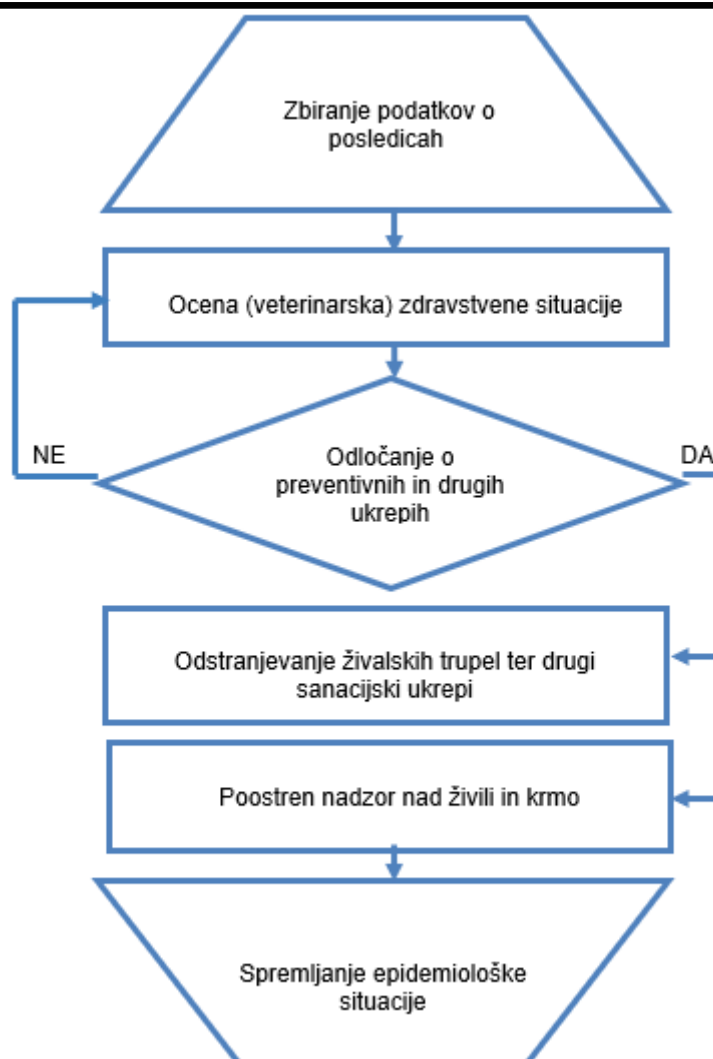 Zbiranje podatkov o
posledicah
Ocena (veterinarska) zdravstvene situacije
NE
DA
Odločanje o
preventivnih in drugih
ukrepih
Odstranjevanje živalskih trupel ter drugi
sanacijski ukrepi
Poostren nadzor nad živili in krmo
Spremljanje epidemiološke
situacije